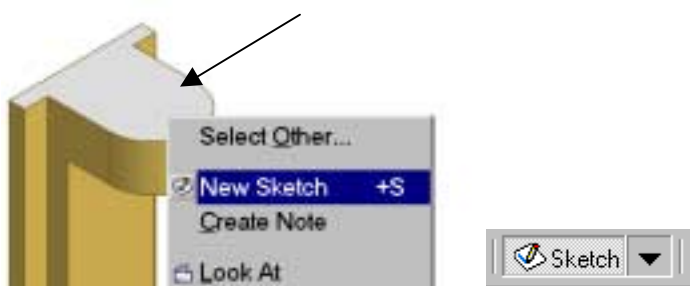 Select Other...
New Sketch +S
Create Note
Look At
Sketch